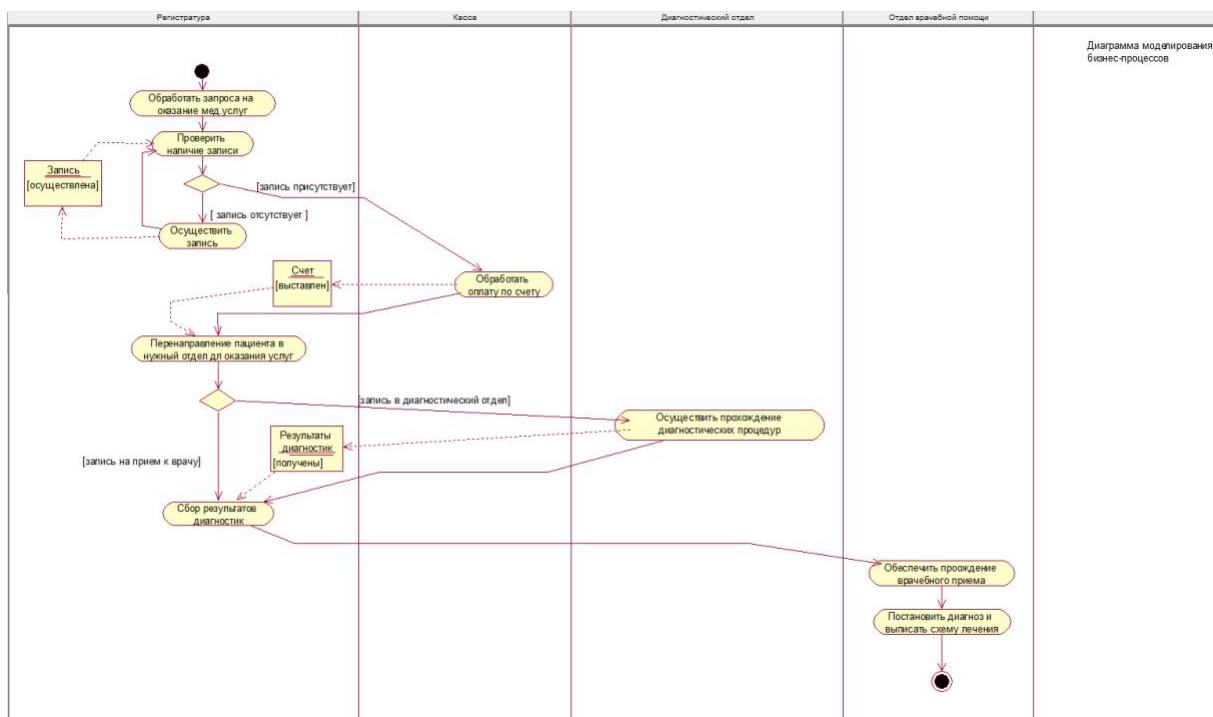 Регистратура
Касса
Диагностический отдел
Отдел врачебной помощи
Диаграмма моделирования
бизнес-процессов
Обработать запроса на
оказание мед.услуг
Проверить
наличие записи
Запись
[осуществлена]
[запись присутствует]
[ запись отсутствует ]
Осуществить
запись
Счет
[выставлен]
Обработать
оплату по счету
Перенаправление пациента в
нужный отдел дл оказания услуг
[запись в диагностический отдел]
Осуществить прохождение
диагностических процедур
Результаты
диагностик
[получены]
[запись на прием к врачу]
Сбор результатов
диагностик
Обеспечить проождение
врачебного приема
Постановить диагноз и
выписать схему лечения